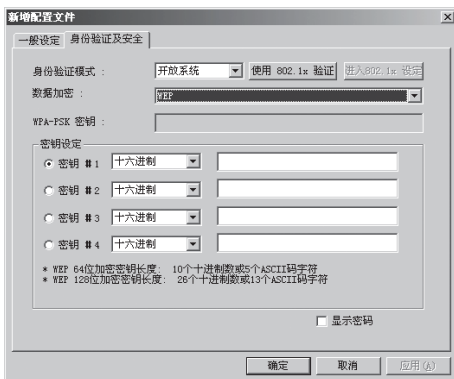 新增配置文件
一般设定 身份验证及安全
身份验证模式 : 开放系统 使用 802.1x 验证 进入802.1x 设定
数据加密 : WEP
WPA-PSK 密钥 :
密钥设定
密钥 #1 十六进制
密钥 #2 十六进制
密钥 #3 十六进制
密钥 #4 十六进制
* WEP 64位加密密钥长度: 10个十进制数或5个ASCII码字符
* WEP 128位加密密钥长度: 26个十进制数或13个ASCII码字符
显示密码
确定 取消 应用(A)